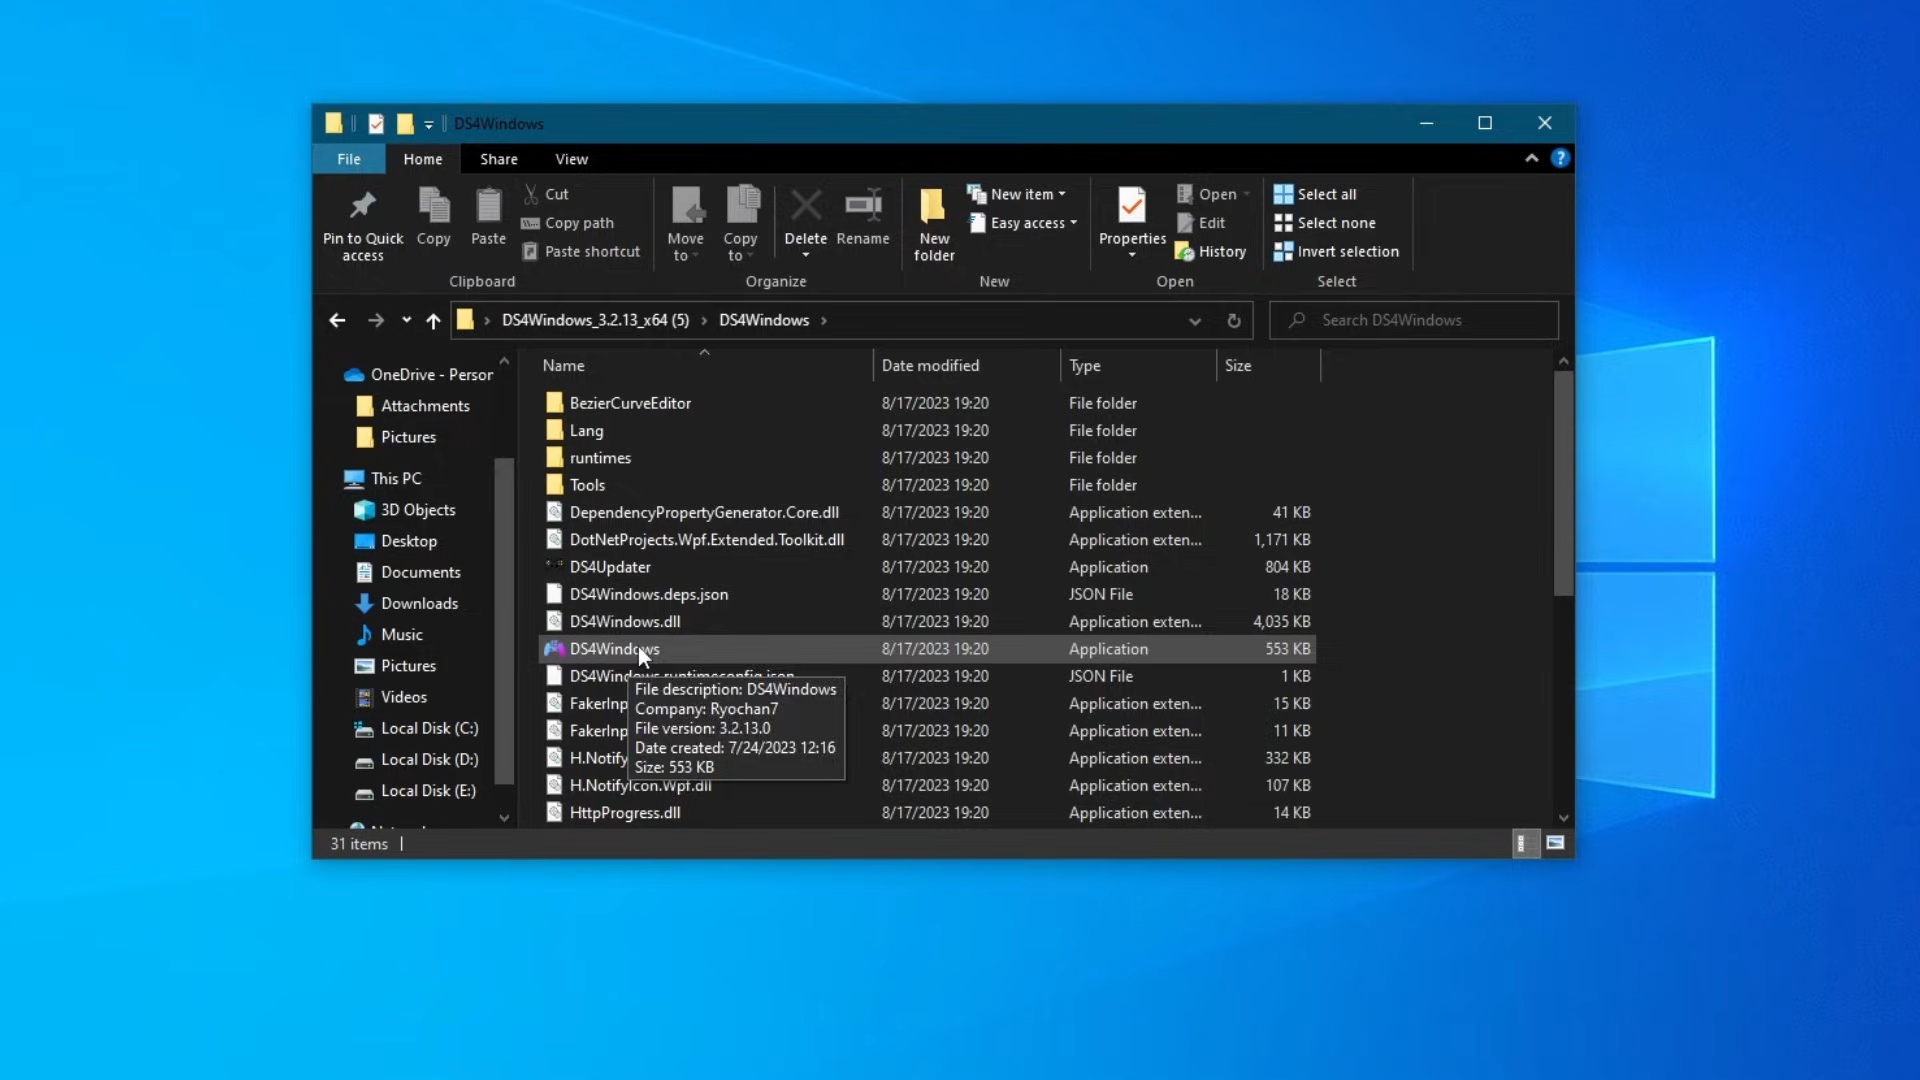 DS4Windows
File Home Share View
Pin to Quick access
Copy
Paste
Cut
Copy path
Paste shortcut
Clipboard
Move to
Copy to
Delete
Rename
Organize
New folder
New item
Easy access
New
Properties
Open
Edit
History
Open
Select all
Select none
Invert selection
Select
DS4Windows_3.2.13_x64 (5) DS4Windows
Search DS4Windows
OneDrive - Person
Attachments
Pictures
This PC
3D Objects
Desktop
Documents
Downloads
Music
Pictures
Videos
Local Disk (C:)
Local Disk (D:)
Local Disk (E:)
Name Date modified Type Size
BezierCurveEditor 8/17/2023 19:20 File folder
Lang 8/17/2023 19:20 File folder
runtimes 8/17/2023 19:20 File folder
Tools 8/17/2023 19:20 File folder
DependencyPropertyGenerator.Core.dll 8/17/2023 19:20 Application exten... 41 KB
DotNetProjects.Wpf.Extended.Toolkit.dll 8/17/2023 19:20 Application exten... 1,171 KB
DS4Updater 8/17/2023 19:20 Application 804 KB
DS4Windows.deps.json 8/17/2023 19:20 JSON File 18 KB
DS4Windows.dll 8/17/2023 19:20 Application exten... 4,035 KB
DS4Windows 8/17/2023 19:20 Application 553 KB
DS4Windows.runtimeconfig.json 8/17/2023 19:20 JSON File 1 KB
FakerInp 8/17/2023 19:20 Application exten... 15 KB
FakerInp 8/17/2023 19:20 Application exten... 11 KB
H.Notify 8/17/2023 19:20 Application exten... 332 KB
H.NotifyIcon.Wpf.dll 8/17/2023 19:20 Application exten... 107 KB
HttpProgress.dll 8/17/2023 19:20 Application exten... 14 KB
File description: DS4Windows
Company: Ryochan7
File version: 3.2.13.0
Date created: 7/24/2023 12:16
Size: 553 KB
31 items